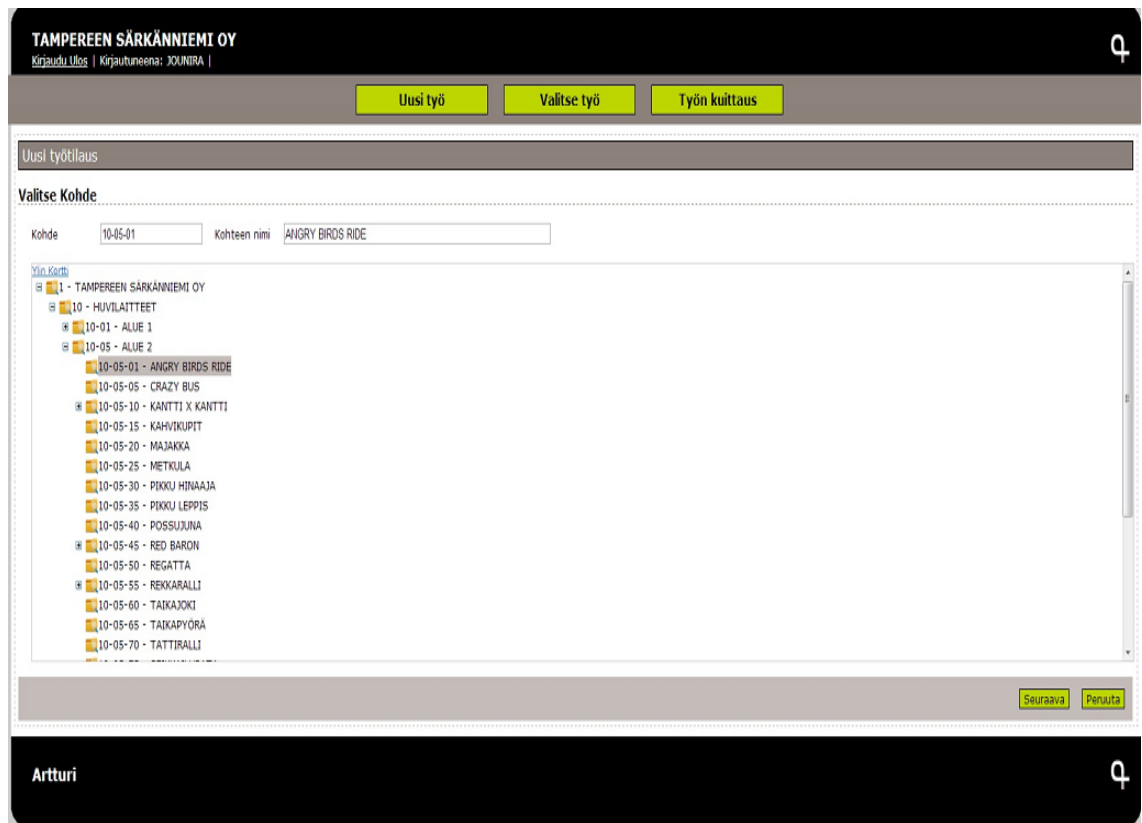 TAMPEREEN SÄRKÄNNIEMI OY
Kirjaudu Ulos | Kirjautuneena: JOUNIRA |
Uusi työ Valitse työ Työn kuittaus
Uusi työtilaus
Valitse Kohde
Kohde 10-05-01 Kohteen nimi ANGRY BIRDS RIDE
Ylin Kertti
1 - TAMPEREEN SÄRKÄNNIEMI OY
10 - HUVILAITTEET
10-01 - ALUE 1
10-05 - ALUE 2
10-05-01 - ANGRY BIRDS RIDE
10-05-05 - CRAZY BUS
10-05-10 - KANTTI X KANTTI
10-05-15 - KAHVIKUPIT
10-05-20 - MAJAKKA
10-05-25 - METKULA
10-05-30 - PIKKU HINAAJA
10-05-35 - PIKKU LEPPIS
10-05-40 - POSSUJUNA
10-05-45 - RED BARON
10-05-50 - REGATTA
10-05-55 - REKKARALLI
10-05-60 - TAIKAJOKI
10-05-65 - TAIKAPYÖRÄ
10-05-70 - TATTIRALLI
Seuraava Peruuta
Artturi